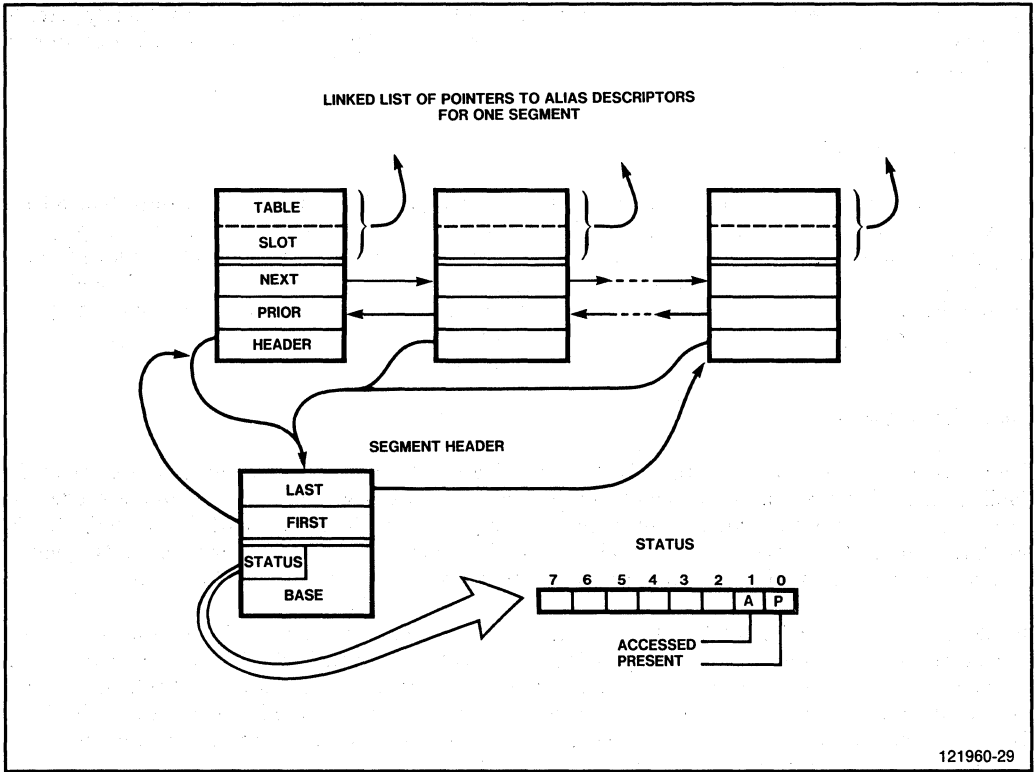 LINKED LIST OF POINTERS TO ALIAS DESCRIPTORS
FOR ONE SEGMENT
TABLE
SLOT
NEXT
PRIOR
HEADER
SEGMENT HEADER
LAST
FIRST
STATUS
BASE
STATUS
7 6 5 4 3 2 1 0
A P
ACCESSED
PRESENT
121960-29